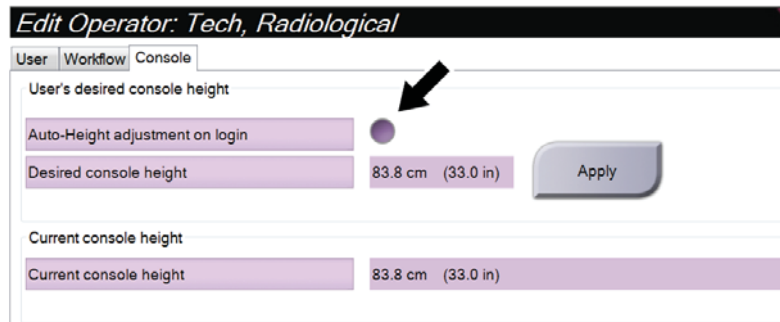 Edit Operator: Tech, Radiological
User Workflow Console
User's desired console height
Auto-Height adjustment on login
Desired console height 83.8 cm (33.0 in) Apply
Current console height
Current console height 83.8 cm (33.0 in)